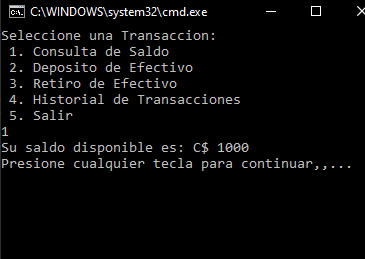 C:\WINDOWS\system32\cmd.exe
Seleccione una Transaccion:
1. Consulta de Saldo
2. Deposito de Efectivo
3. Retiro de Efectivo
4. Historial de Transacciones
5. Salir
1
Su saldo disponible es: C$ 1000
Presione cualquier tecla para continuar,,...